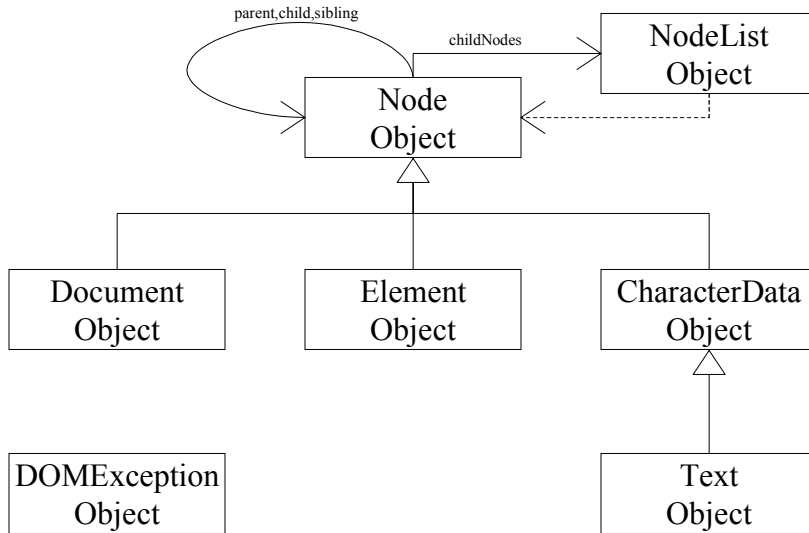 parent,child,sibling
childNodes
NodeList
Object
Node
Object
Document
Object
Element
Object
CharacterData
Object
DOMException
Object
Text
Object